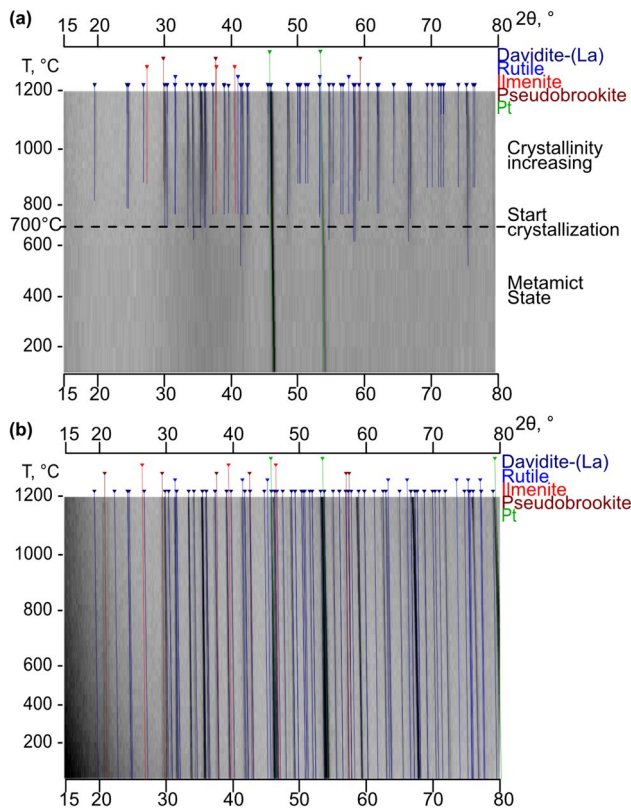 (a)
2θ, °
15 20 30 40 50 60 70 80
T, °C
Davidite-(La)
Rutile
Ilmenite
Pseudobrookite
Pt
1200
1000
800
700°C
600
400
200
Crystallinity
increasing
Start
crystallization
Metamict
State
15 20 30 40 50 60 70 80
(b)
2θ, °
15 20 30 40 50 60 70 80
T, °C
Davidite-(La)
Rutile
Ilmenite
Pseudobrookite
Pt
1200
1000
800
600
400
200
15 20 30 40 50 60 70 80